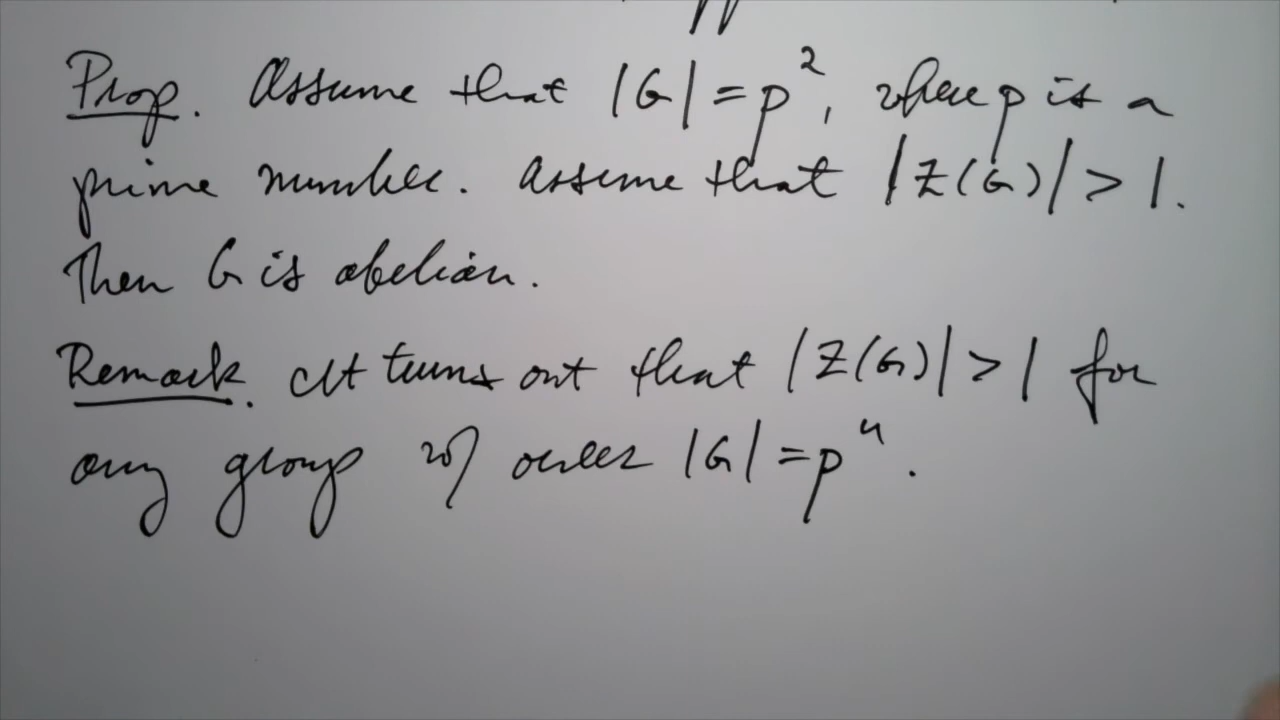 Prop. Assume that |G| = p², where p is a
prime number. Assume that |Z(G)| > 1.
Then G is abelian.
Remark. It turns out that |Z(G)| > 1 for
any group of order |G| = pⁿ.